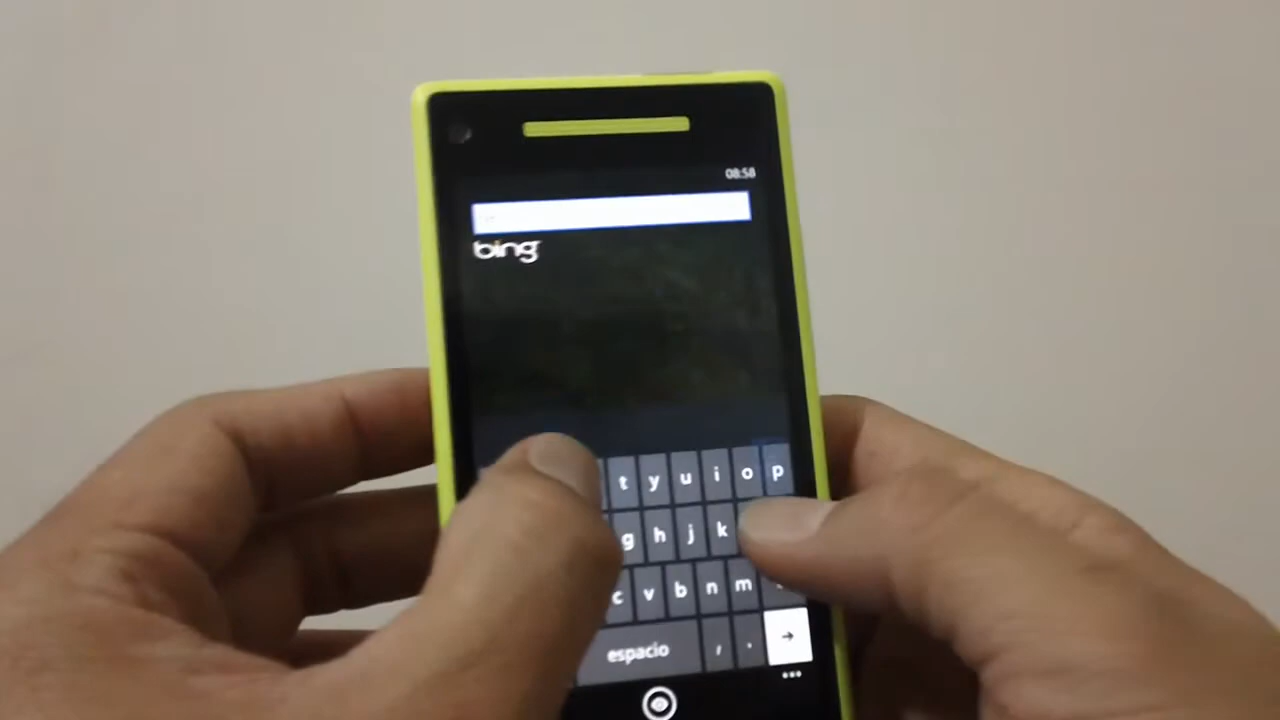 08:58
bing
t y u i o p
g h j k
c v b n m
espacio , .